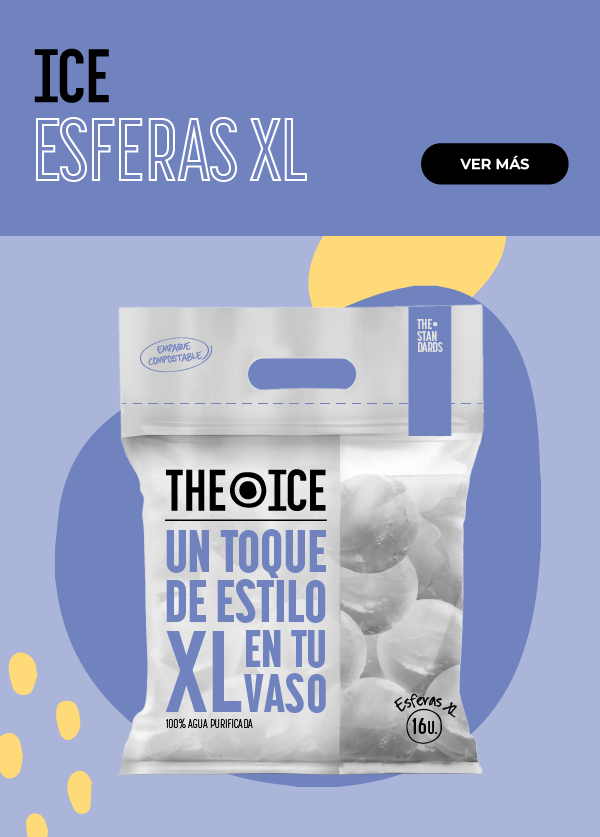 ICE
ESFERAS XL
VER MÁS
EMPAQUE
COMPOSTABLE
THE
STAN
DARDS
THE ICE
UN TOQUE
DE ESTILO
XL EN TU
VASO
100% AGUA PURIFICADA
Esferas XL
16u.